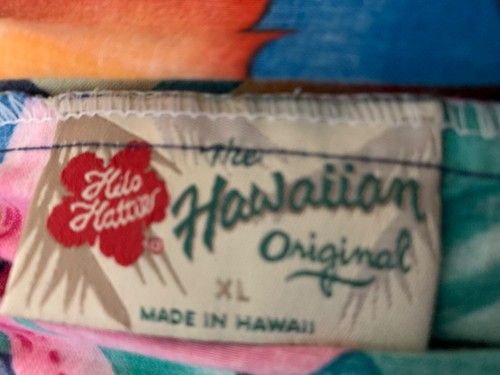 Hilo
Hattie
®
The
Hawaiian
Original
XL
MADE IN HAWAII